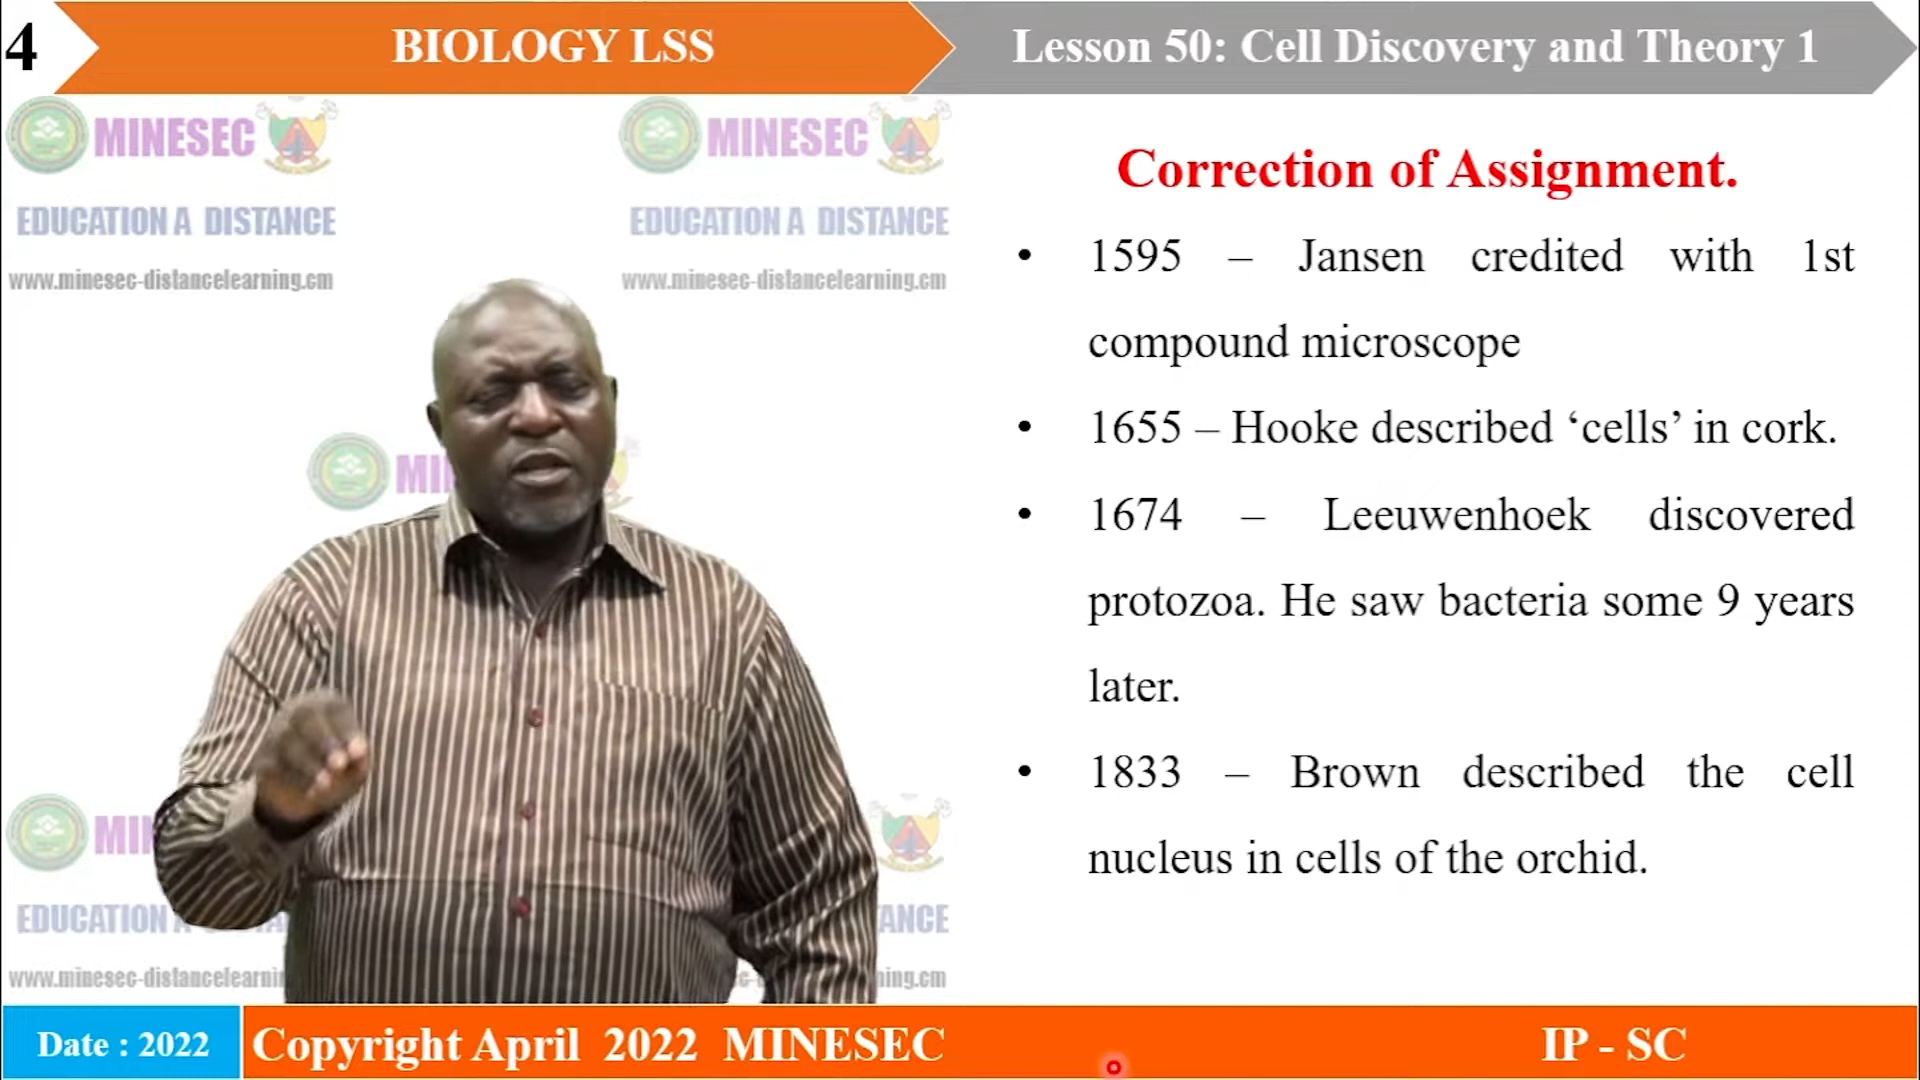 4
BIOLOGY LSS
Lesson 50: Cell Discovery and Theory 1
MINESEC
EDUCATION A DISTANCE
www.minesec-distancelearning.cm
MINESEC
EDUCATION A DISTANCE
www.minesec-distancelearning.cm
Correction of Assignment.
• 1595 – Jansen credited with 1st
compound microscope
• 1655 – Hooke described ‘cells’ in cork.
• 1674 – Leeuwenhoek discovered
protozoa. He saw bacteria some 9 years
later.
• 1833 – Brown described the cell
nucleus in cells of the orchid.
Date : 2022
Copyright April 2022 MINESEC
IP - SC